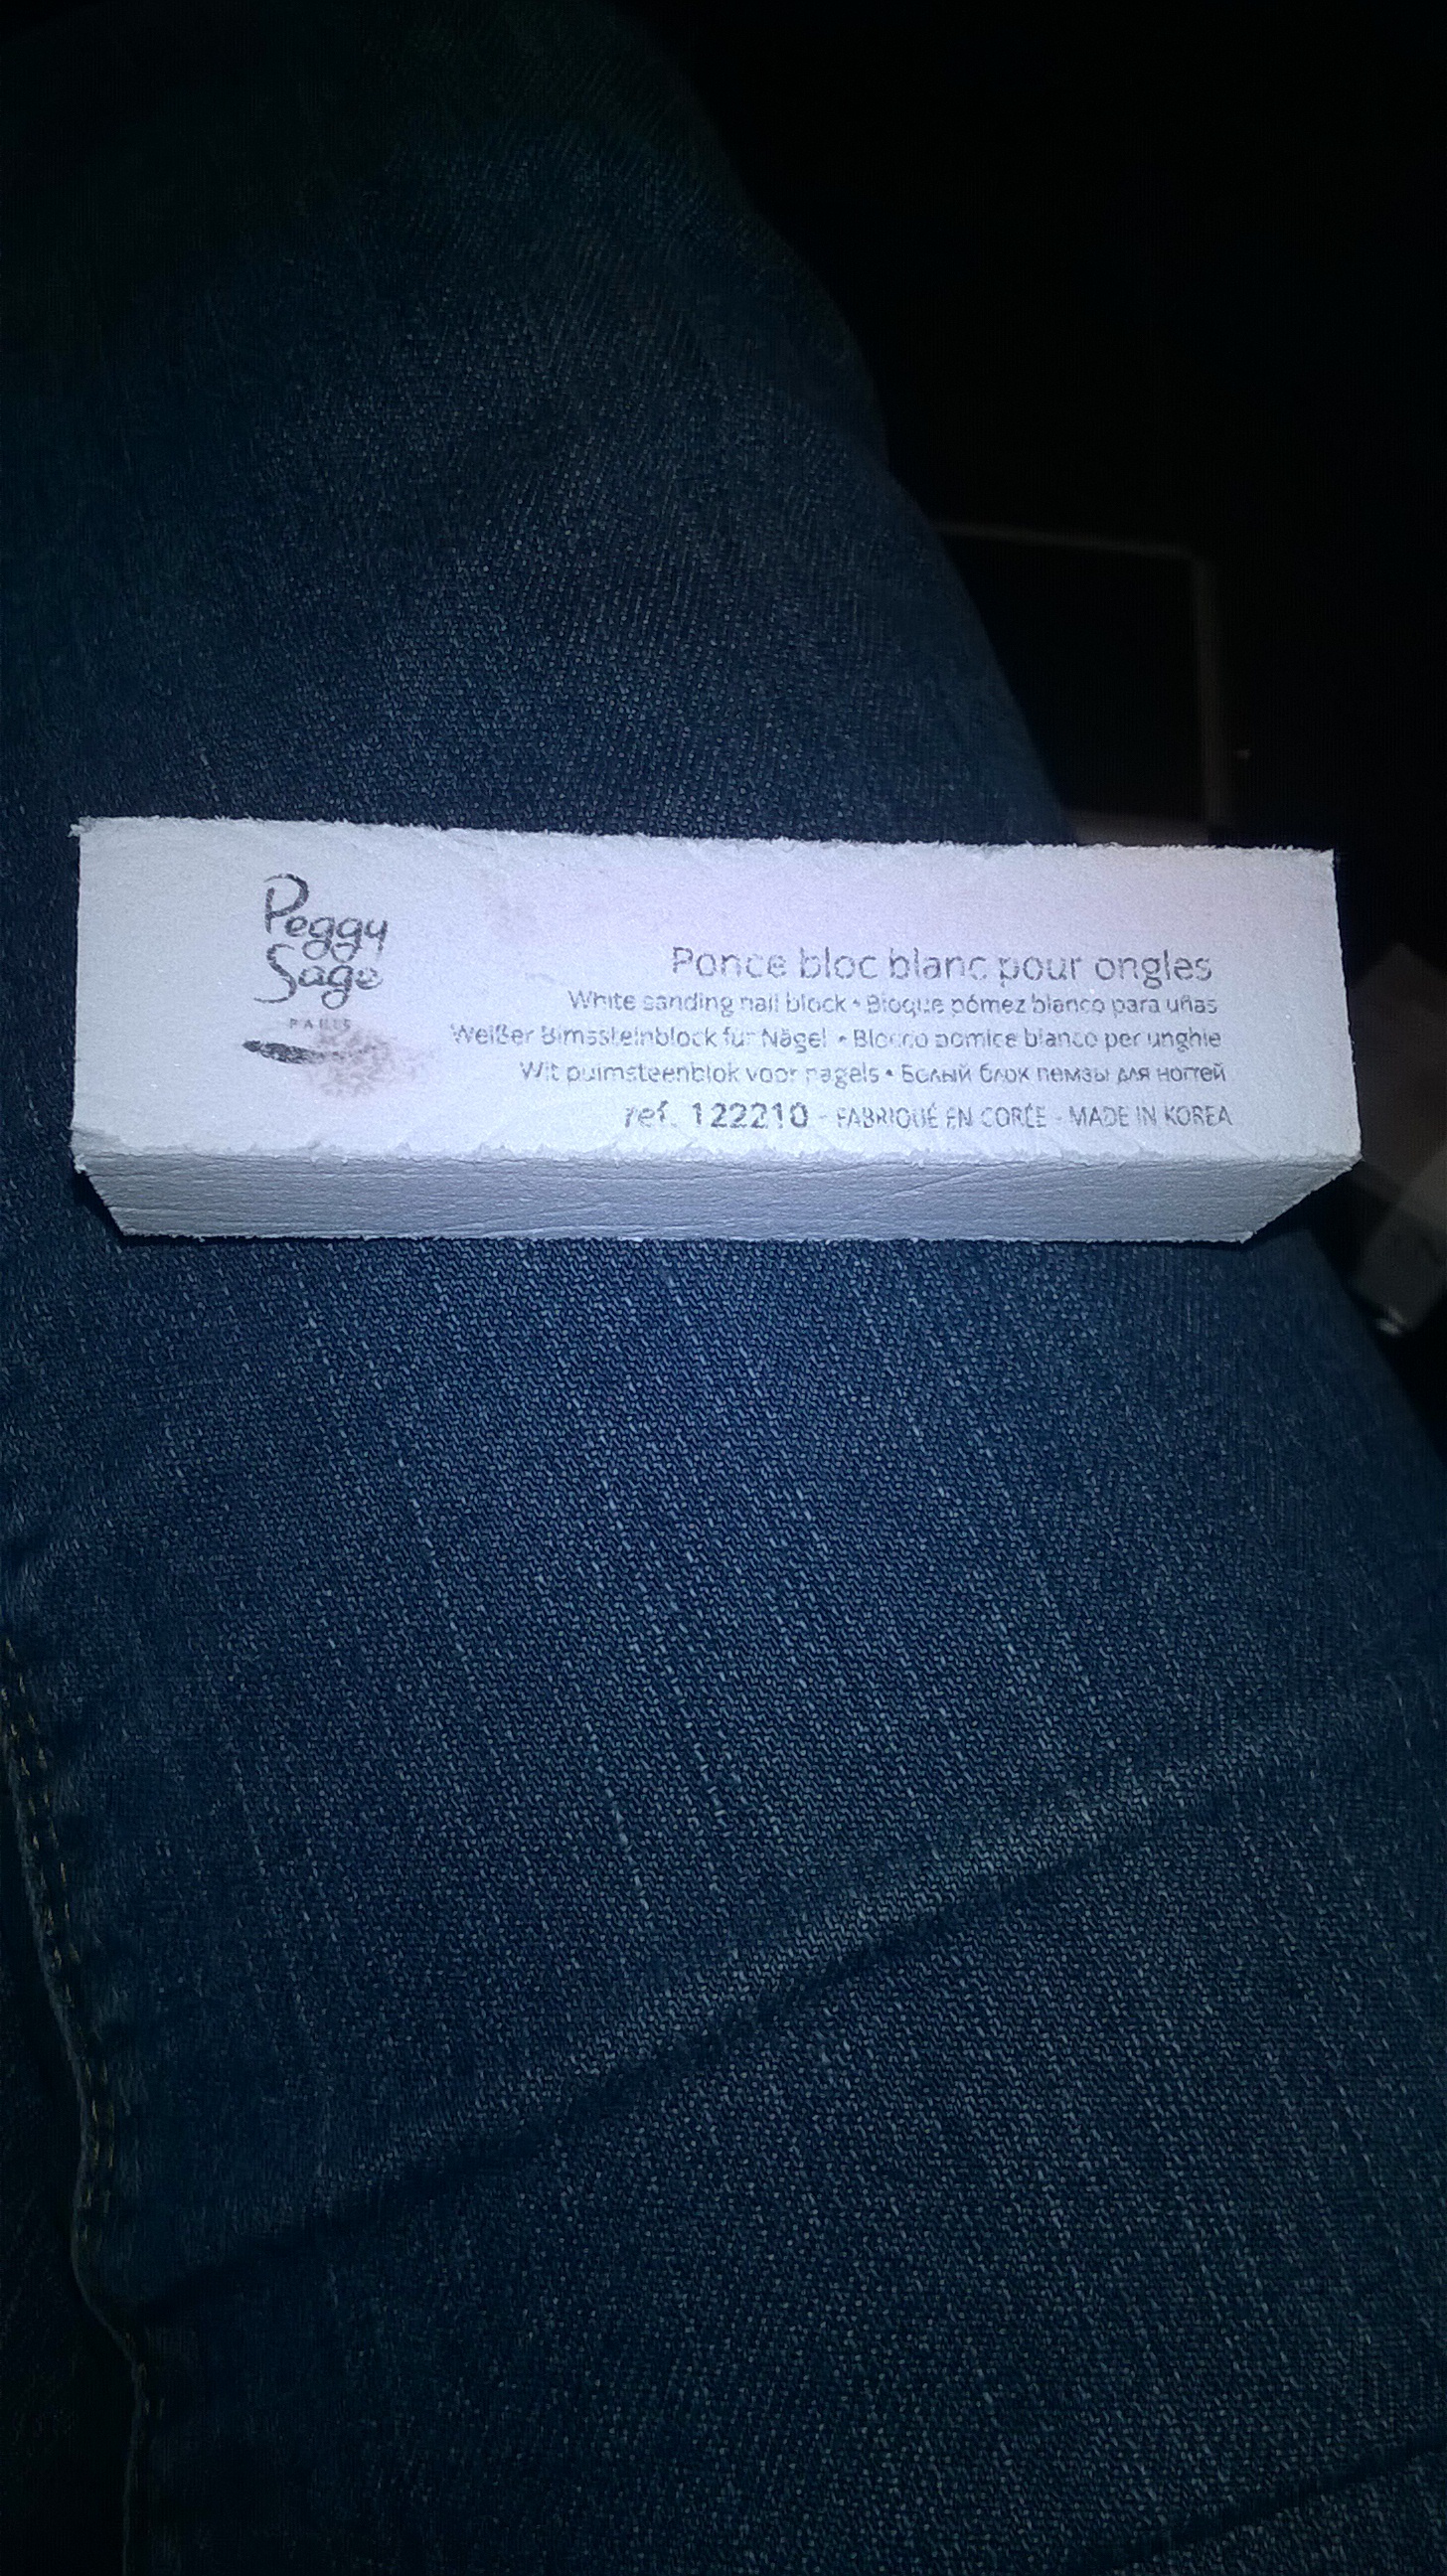 Peggy
Sage
PARIS
Ponce bloc blanc pour ongles
White sanding nail block • Bloque pómez blanco para uñas
Weißer Bimssteinblock für Nägel • Blocco pomice bianco per unghie
Wit puimsteenblok voor nagels • Белый блок пемзы для ногтей
ref. 122210 - FABRIQUÉ EN CORÉE - MADE IN KOREA